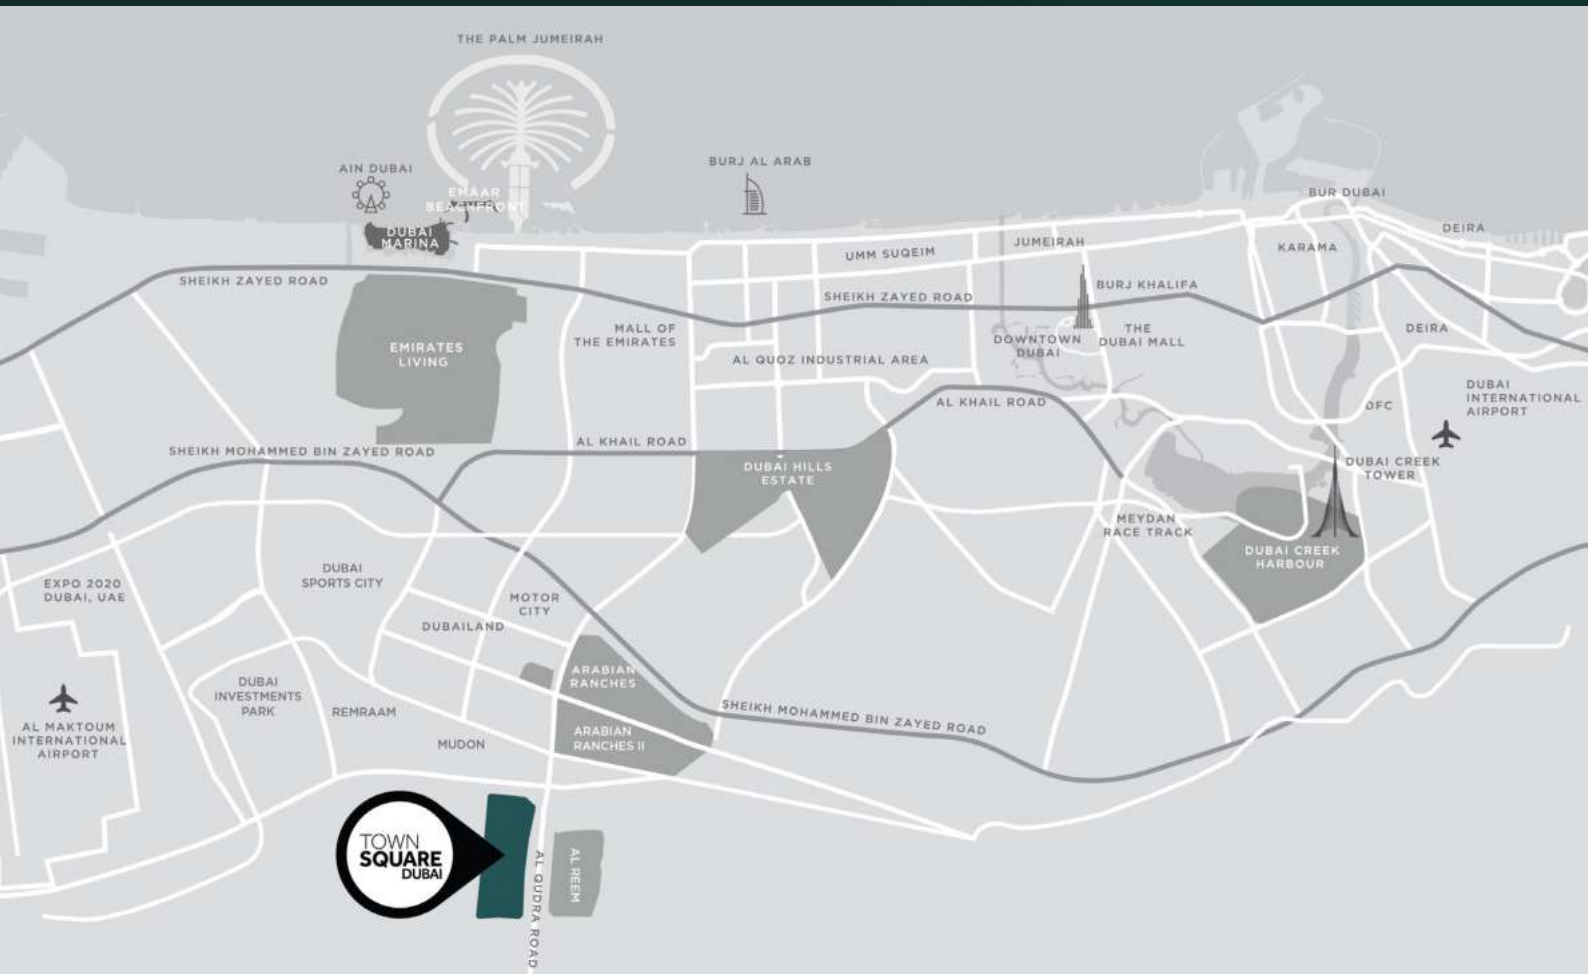 THE PALM JUMEIRAH
AIN DUBAI
BURJ AL ARAB
EMAAR
BEACHFRONT
DUBAI
MARINA
BUR DUBAI
DEIRA
UMM SUQEIM
JUMEIRAH
KARAMA
SHEIKH ZAYED ROAD
SHEIKH ZAYED ROAD
BURJ KHALIFA
MALL OF
THE EMIRATES
EMIRATES
LIVING
AL QUOZ INDUSTRIAL AREA
DOWNTOWN
DUBAI
THE
DUBAI MALL
DEIRA
DUBAI
INTERNATIONAL
AIRPORT
AL KHAIL ROAD
SHEIKH MOHAMMED BIN ZAYED ROAD
AL KHAIL ROAD
DUBAI HILLS
ESTATE
DUBAI CREEK
TOWER
MEYDAN
RACE TRACK
DUBAI CREEK
HARBOUR
EXPO 2020
DUBAI, UAE
DUBAI
SPORTS CITY
MOTOR
CITY
DUBAILAND
ARABIAN
RANCHES
DUBAI
INVESTMENTS
PARK
REMRAAM
MUDON
ARABIAN
RANCHES II
SHEIKH MOHAMMED BIN ZAYED ROAD
AL MAKTOUM
INTERNATIONAL
AIRPORT
TOWN
SQUARE
DUBAI
AL QUDRA ROAD
AL REEM